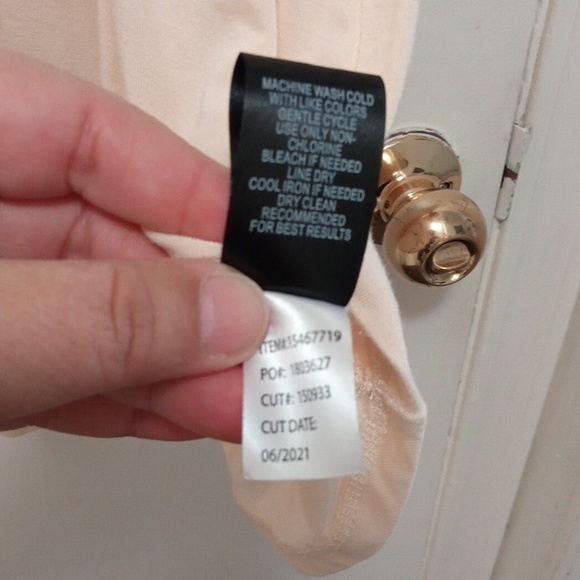 MACHINE WASH COLD
WITH LIKE COLORS
GENTLE CYCLE
USE ONLY NON-
CHLORINE
BLEACH IF NEEDED
LINE DRY
COOL IRON IF NEEDED
DRY CLEAN
RECOMMENDED
FOR BEST RESULTS
ITEM#:15467719
PO#: 1803627
CUT#: 150933
CUT DATE:
06/2021